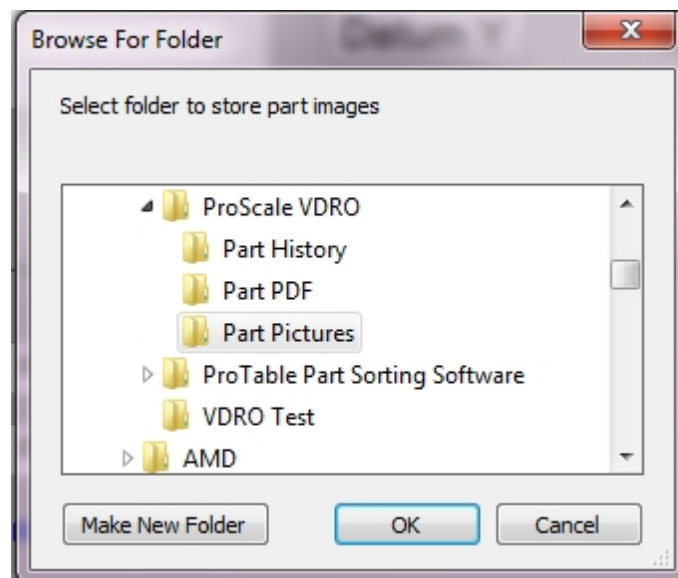 Browse For Folder
Datum Y
Select folder to store part images
ProScale VDRO
Part History
Part PDF
Part Pictures
ProTable Part Sorting Software
VDRO Test
AMD
Make New Folder
OK
Cancel